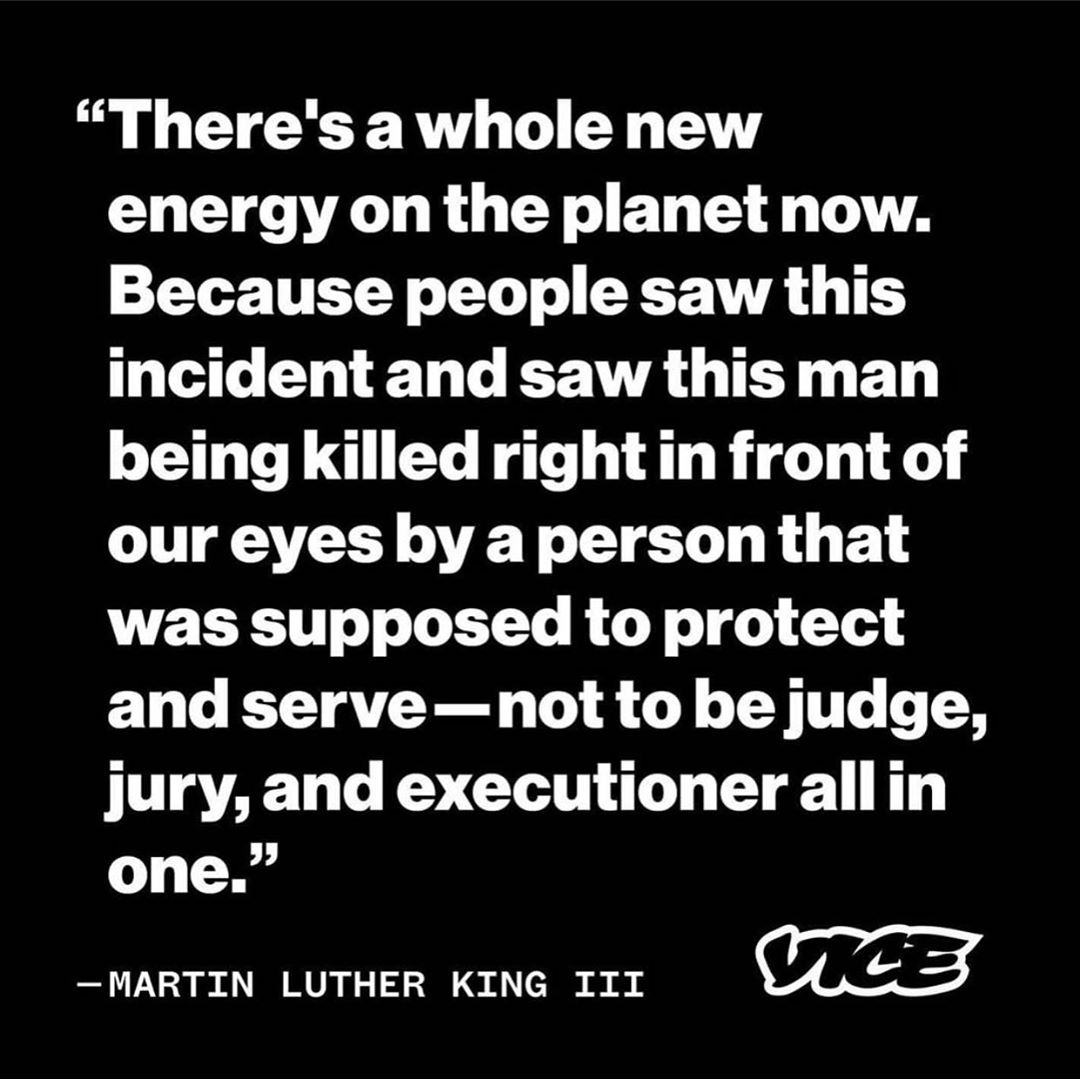 “There's a whole new
energy on the planet now.
Because people saw this
incident and saw this man
being killed right in front of
our eyes by a person that
was supposed to protect
and serve—not to be judge,
jury, and executioner all in
one.”
—MARTIN LUTHER KING III
VICE